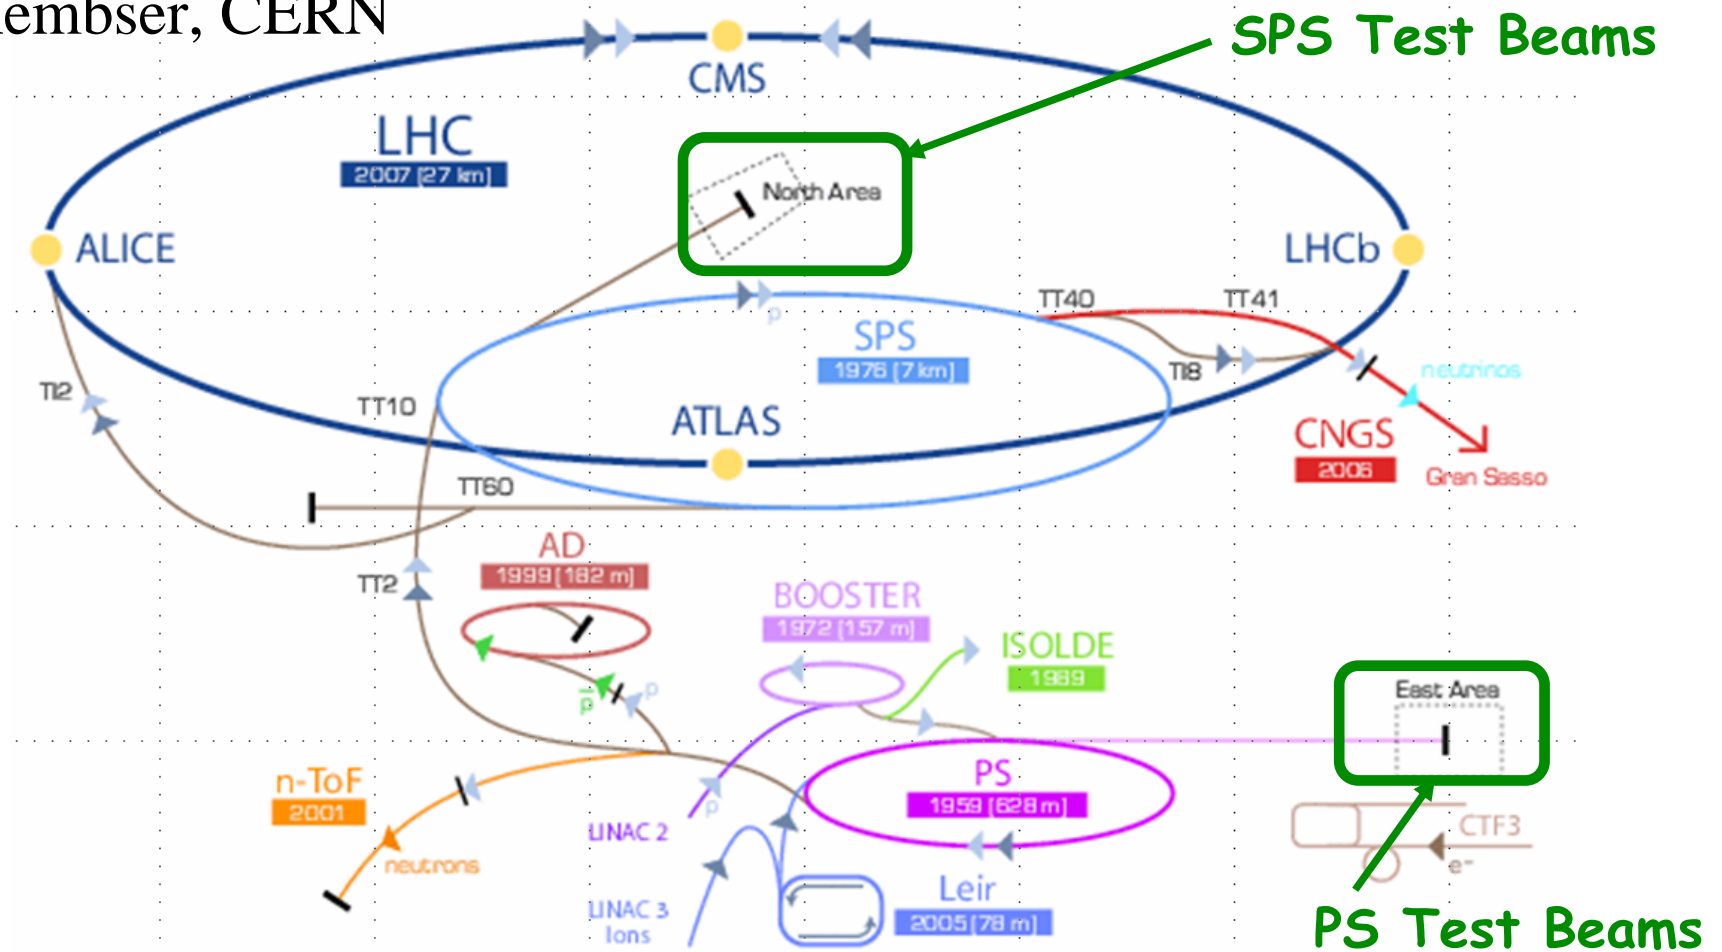 embser, CERN
SPS Test Beams
CMS
LHC
2007 (27 km)
North Area
ALICE
LHCb
TT40
TT41
p
SPS
1976 (7 km)
TI8
neutrinos
TI2
TT10
ATLAS
CNGS
2006
Gran Sasso
TT60
AD
1999 (182 m)
TT2
BOOSTER
1972 (157 m)
ISOLDE
1989
East Area
p̅
p
n-ToF
2001
PS
1959 (628 m)
p
LINAC 2
neutrons
CTF3
e-
Leir
2005 (78 m)
LINAC 3
Ions
PS Test Beams